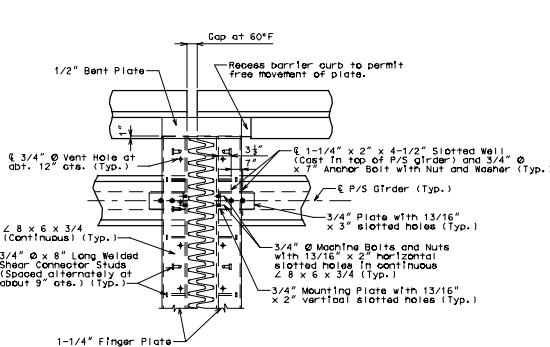 Gap at 60°F
1/2" Bent Plate
Recess barrier curb to permit
free movement of plate.
1"
3 1/2"
7"
℄ 3/4" Ø Vent Hole at
abt. 12" cts. (Typ.)
℄ 1-1/4" x 2" x 4-1/2" Slotted Well
(Cast in top of P/S girder) and 3/4" Ø
x 7" Anchor Bolt with Nut and Washer (Typ.)
℄ P/S Girder (Typ.)
3/4" Plate with 13/16"
x 3" slotted holes (Typ.)
∠ 8 x 6 x 3/4
(Continuous) (Typ.)
3/4" Ø x 8" Long Welded
Shear Connector Studs
(Spaced alternately at
about 9" cts.) (Typ.)
3/4" Ø Machine Bolts and Nuts
with 13/16" x 2" horizontal
slotted holes in continuous
∠ 8 x 6 x 3/4 (Typ.)
3/4" Mounting Plate with 13/16"
x 2" vertical slotted holes (Typ.)
1-1/4" Finger Plate